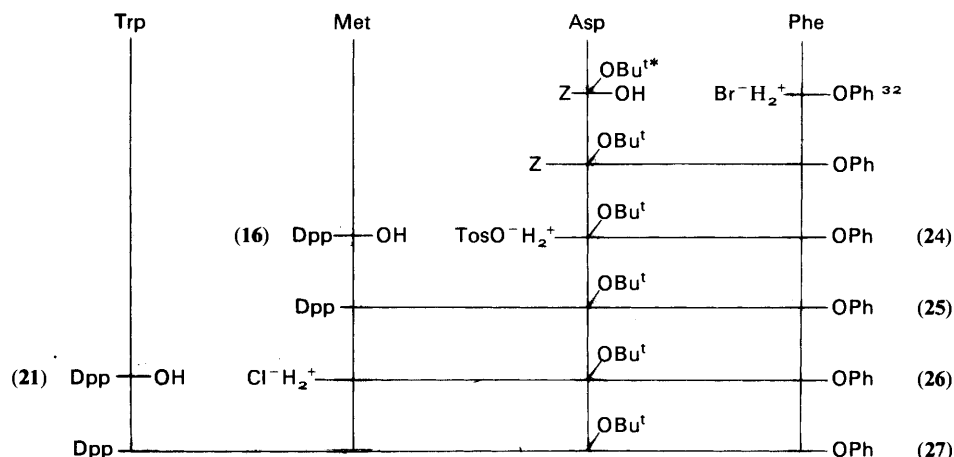 Trp Met Asp Phe
OBuᵗ*
Z OH Br⁻H₂⁺ OPh ³²
OBuᵗ
Z OPh
OBuᵗ
(16) Dpp OH TosO⁻H₂⁺ OPh (24)
OBuᵗ
Dpp OPh (25)
OBuᵗ
(21) Dpp OH Cl⁻H₂⁺ OPh (26)
OBuᵗ
Dpp OPh (27)